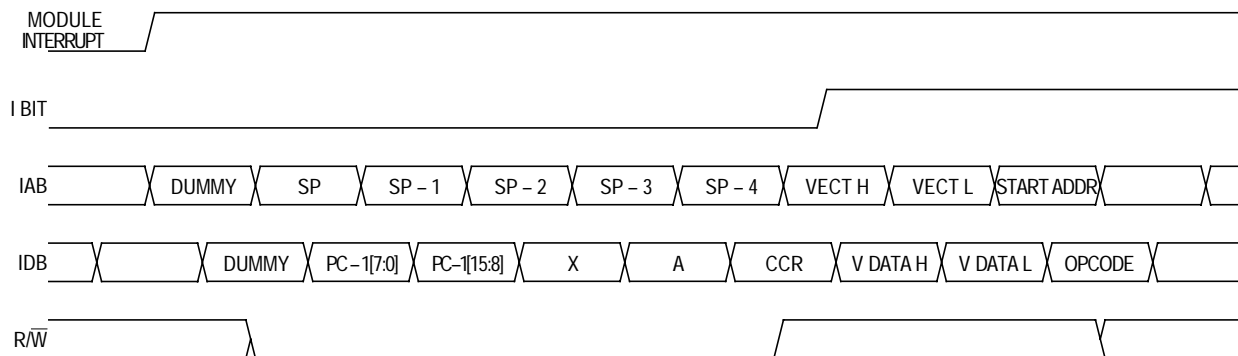 MODULE
INTERRUPT
I BIT
IAB DUMMY SP SP – 1 SP – 2 SP – 3 SP – 4 VECT H VECT L START ADDR
IDB DUMMY PC – 1[7:0] PC–1[15:8] X A CCR V DATA H V DATA L OPCODE
R/W̅